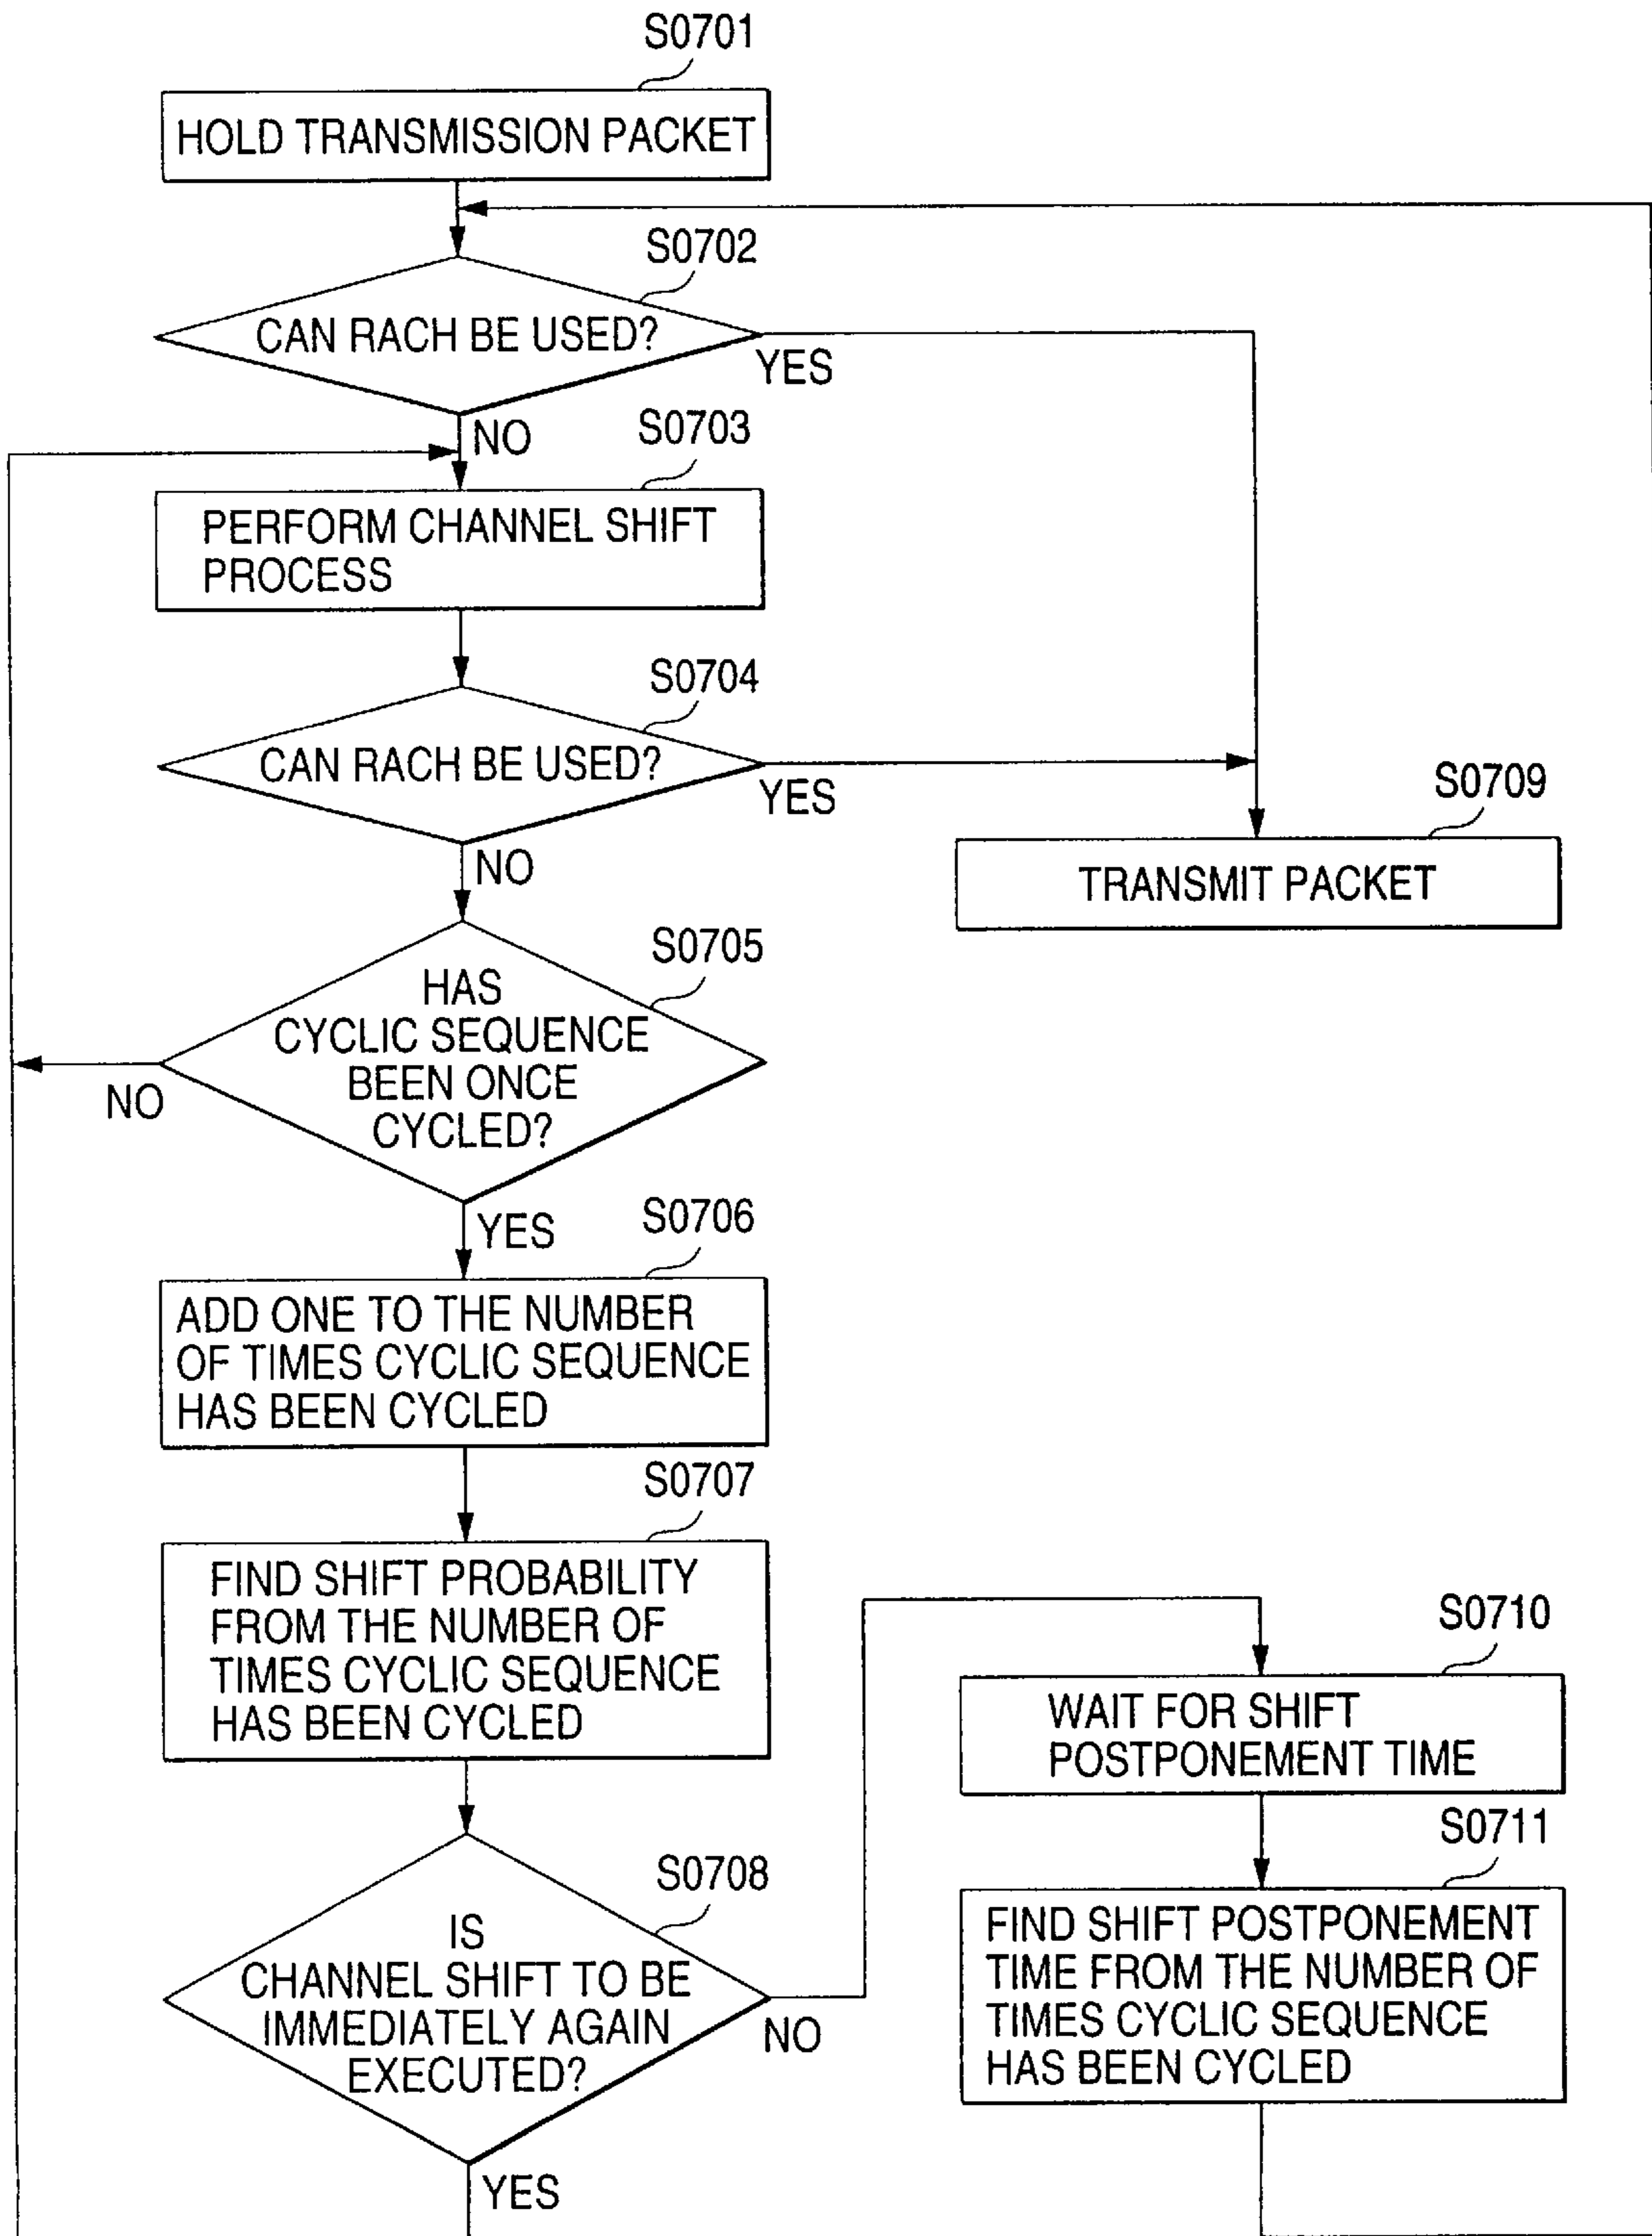 S0701
HOLD TRANSMISSION PACKET
S0702
CAN RACH BE USED?
YES
NO
S0703
PERFORM CHANNEL SHIFT
PROCESS
S0704
CAN RACH BE USED?
YES
NO
S0709
TRANSMIT PACKET
S0705
HAS
CYCLIC SEQUENCE
BEEN ONCE
CYCLED?
NO
YES
S0706
ADD ONE TO THE NUMBER
OF TIMES CYCLIC SEQUENCE
HAS BEEN CYCLED
S0707
FIND SHIFT PROBABILITY
FROM THE NUMBER OF
TIMES CYCLIC SEQUENCE
HAS BEEN CYCLED
S0708
IS
CHANNEL SHIFT TO BE
IMMEDIATELY AGAIN
EXECUTED?
NO
YES
S0710
WAIT FOR SHIFT
POSTPONEMENT TIME
S0711
FIND SHIFT POSTPONEMENT
TIME FROM THE NUMBER OF
TIMES CYCLIC SEQUENCE
HAS BEEN CYCLED